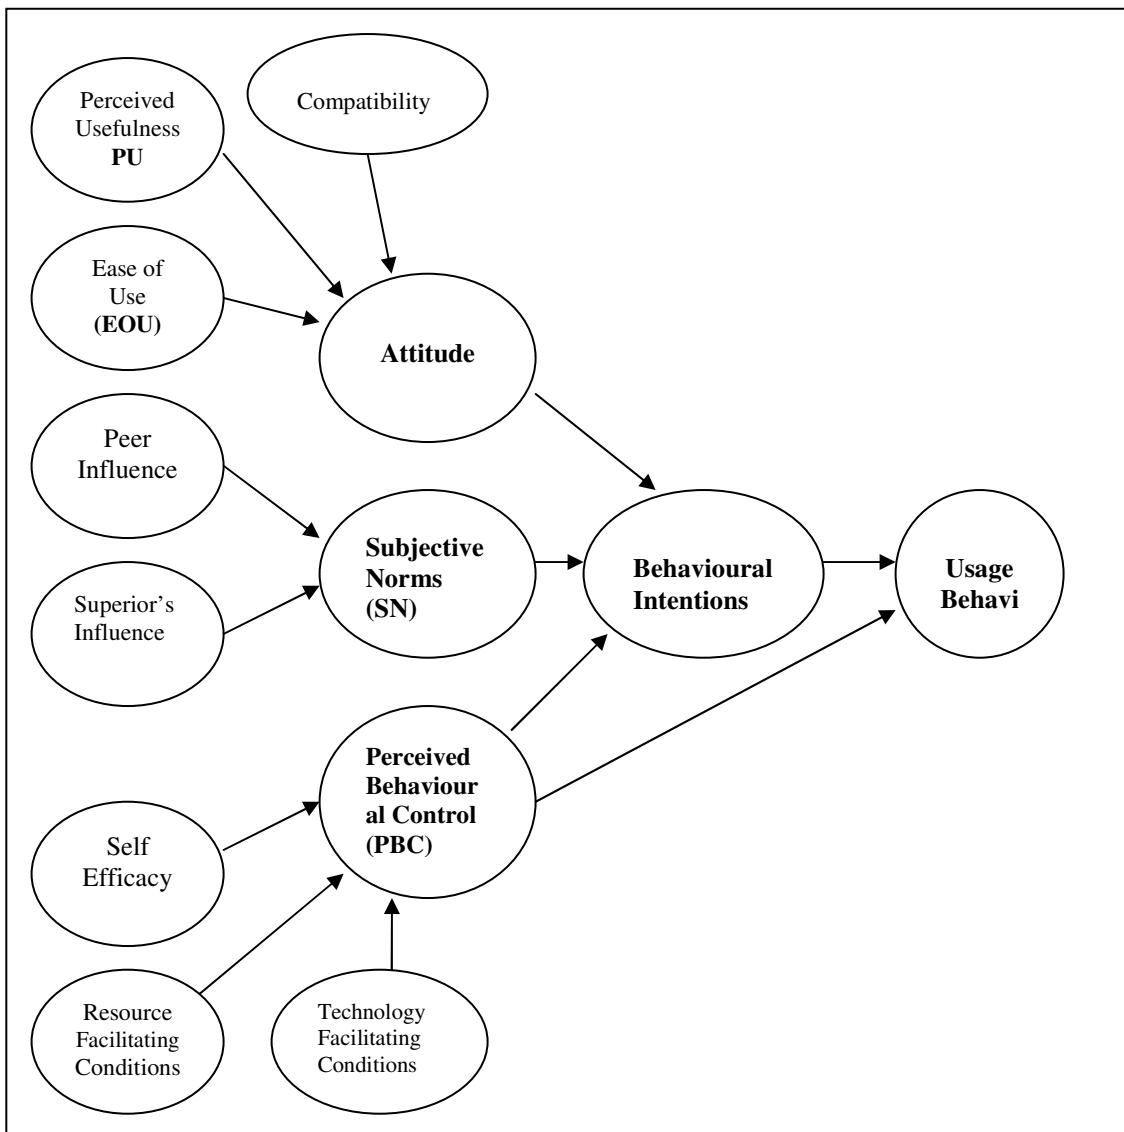 Perceived
Usefulness
PU
Compatibility
Ease of
Use
(EOU)
Attitude
Peer
Influence
Subjective
Norms
(SN)
Behavioural
Intentions
Usage
Behavi
Superior's
Influence
Perceived
Behaviour
al Control
(PBC)
Self
Efficacy
Resource
Facilitating
Conditions
Technology
Facilitating
Conditions